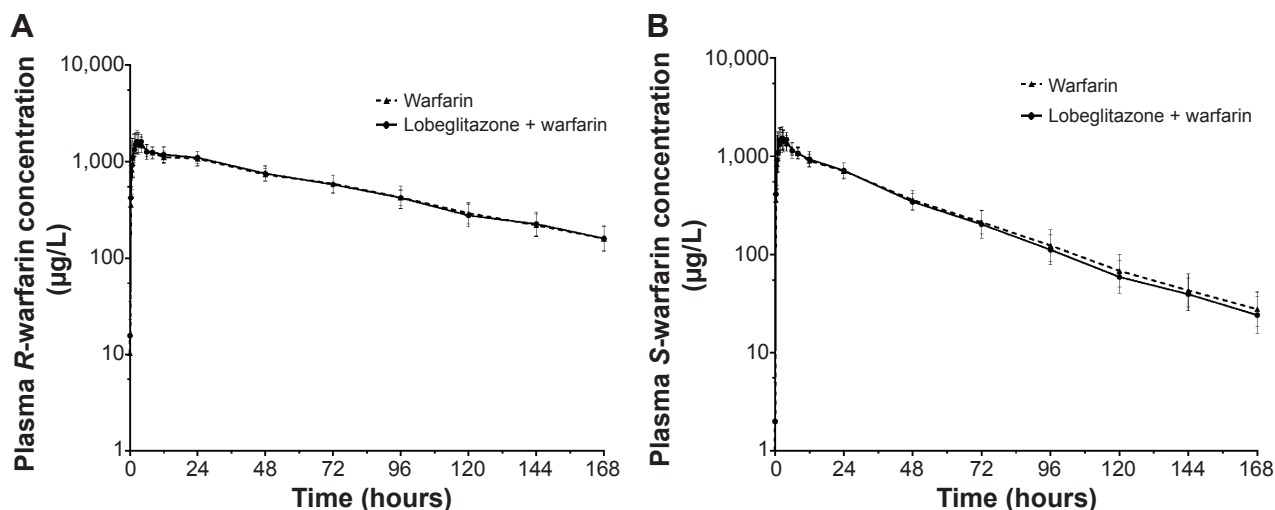 A
Plasma R-warfarin concentration
(µg/L)
10,000
1,000
100
10
1
Warfarin
Lobeglitazone + warfarin
0 24 48 72 96 120 144 168
Time (hours)
B
Plasma S-warfarin concentration
(µg/L)
10,000
1,000
100
10
1
Warfarin
Lobeglitazone + warfarin
0 24 48 72 96 120 144 168
Time (hours)